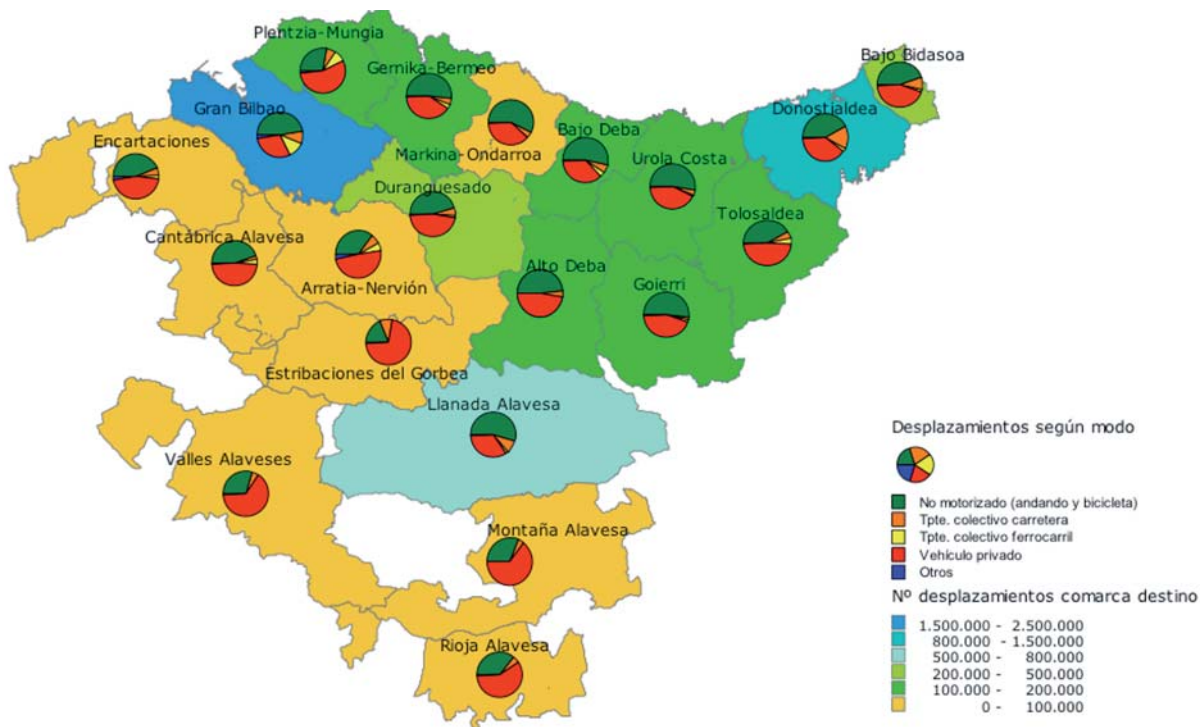 Plentzia-Mungia
Bajo Bidasoa
Gernika-Bermeo
Gran Bilbao
Donostialdea
Bajo Deba
Encartaciones
Markina-Ondarroa
Urola Costa
Duranguesado
Tolosaldea
Cantábrica Alavesa
Alto Deba
Goierri
Arratia-Nervión
Estribaciones del Gorbea
Llanada Alavesa
Valles Alaveses
Montaña Alavesa
Rioja Alavesa
Desplazamientos según modo
No motorizado (andando y bicicleta)
Tpte. colectivo carretera
Tpte. colectivo ferrocarril
Vehículo privado
Otros
Nº desplazamientos comarca destino
1.500.000 - 2.500.000
800.000 - 1.500.000
500.000 - 800.000
200.000 - 500.000
100.000 - 200.000
0 - 100.000